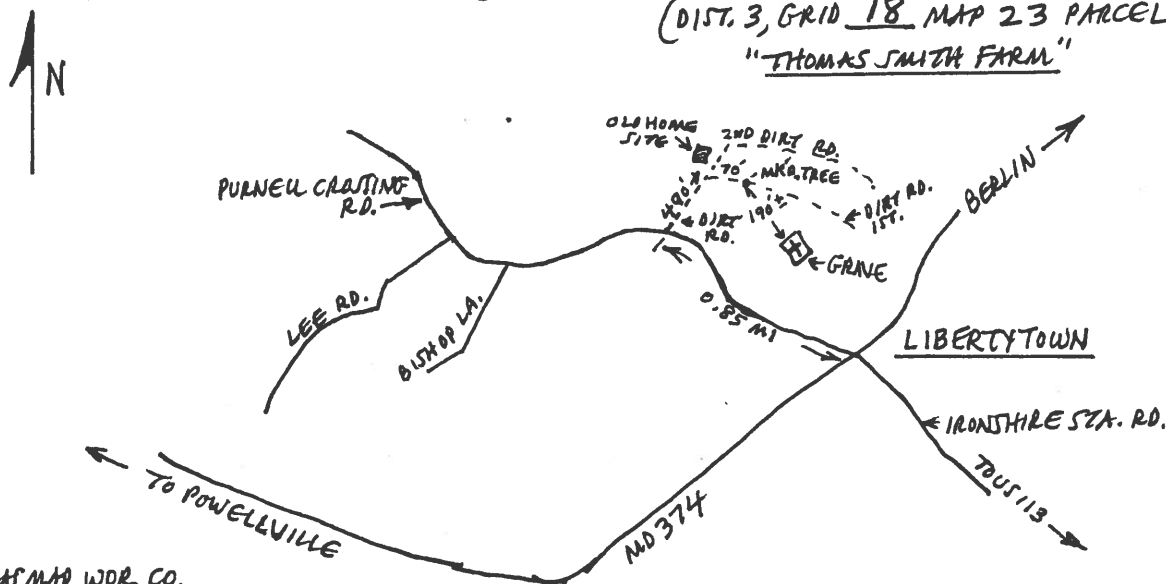 (DIST. 3, GRID 18 MAP 23 PARCEL
"THOMAS SMITH FARM"
N
OLD HOME
SITE
2ND DIRT RD.
70'
MKD. TREE
PURNELL CROSSING
RD.
90'
DIRT
RD.
190'
DIRT RD.
1ST.
BERLIN
GRAVE
LEE RD.
BISHOP LA.
0.85 MI
LIBERTYTOWN
IRONSHIRE STA. RD.
TO US 113
TO POWELLVILLE
MD 374
MAP WOR. CO.